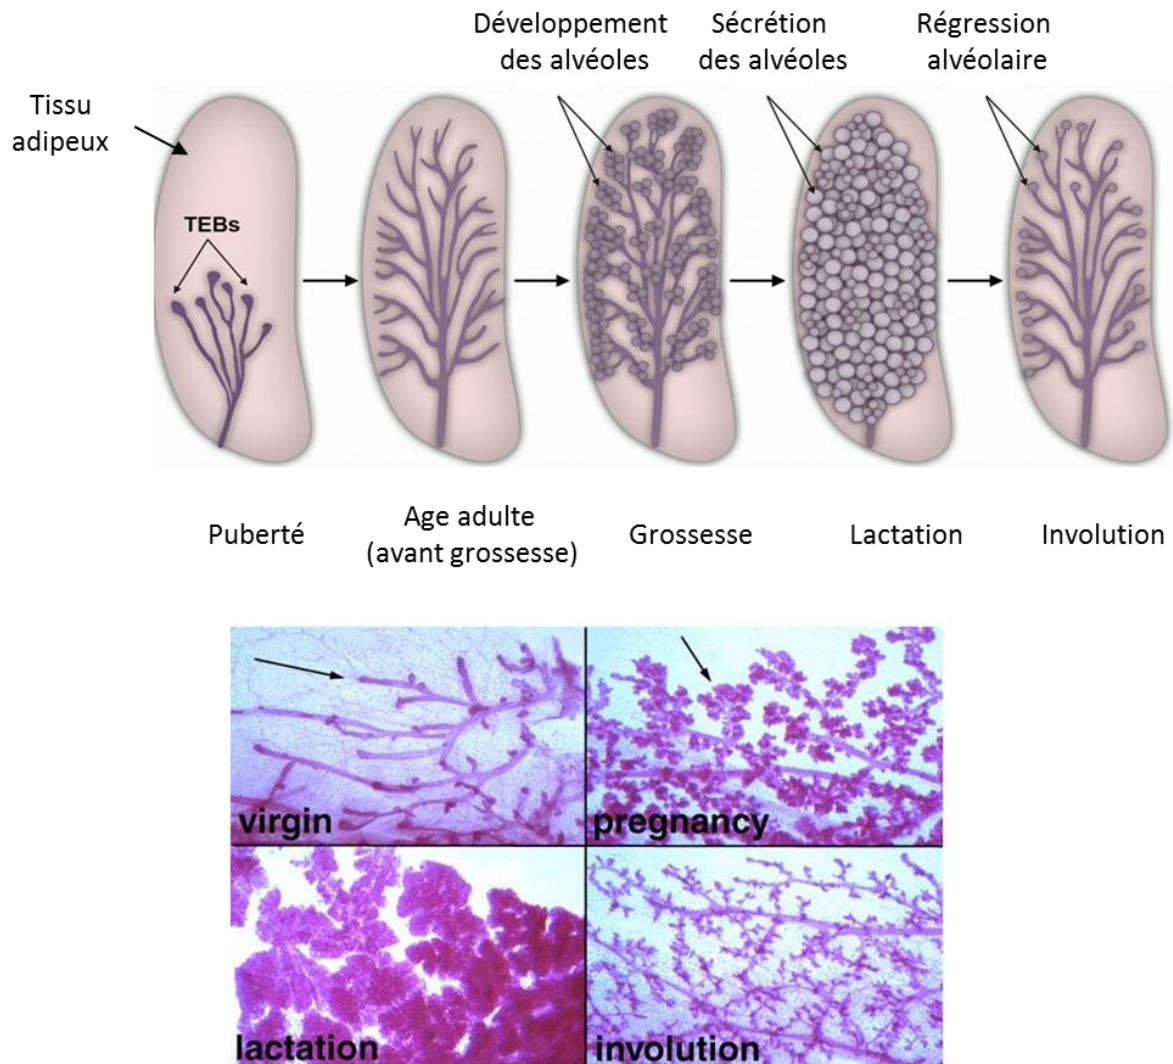 Développement
des alvéoles
Sécrétion
des alvéoles
Régression
alvéolaire
Tissu
adipeux
TEBs
Puberté
Age adulte
(avant grossesse)
Grossesse
Lactation
Involution
virgin
pregnancy
lactation
involution